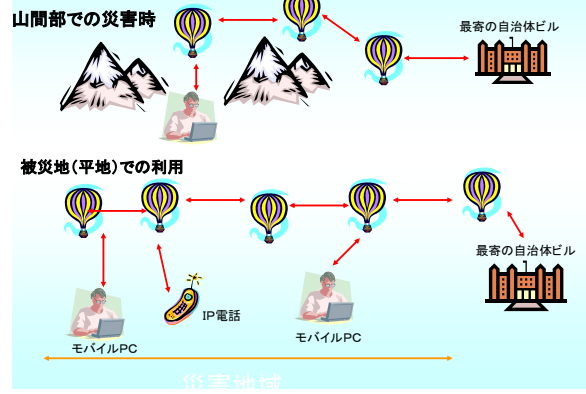 山間部での災害時
最寄の自治体ビル
被災地(平地)での利用
最寄の自治体ビル
IP電話
モバイルPC
モバイルPC
災害地域